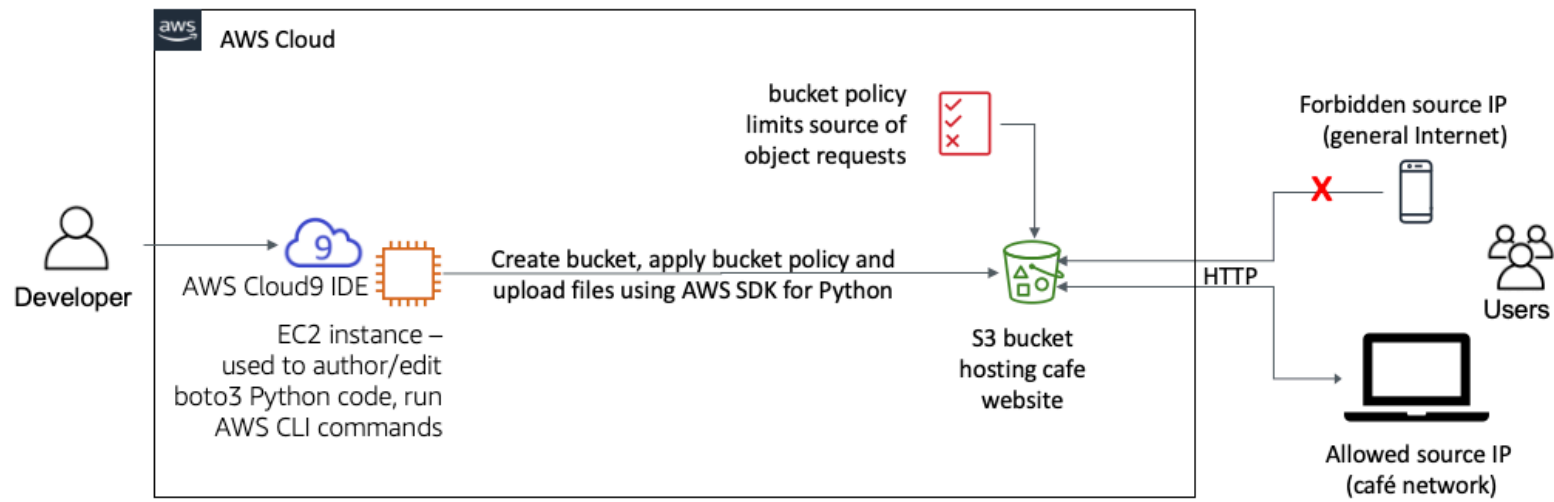 aws
AWS Cloud
bucket policy
limits source of
object requests
Forbidden source IP
(general Internet)
X
9
AWS Cloud9 IDE
Developer
EC2 instance –
used to author/edit
boto3 Python code, run
AWS CLI commands
Create bucket, apply bucket policy and
upload files using AWS SDK for Python
S3 bucket
hosting cafe
website
HTTP
Users
Allowed source IP
(café network)